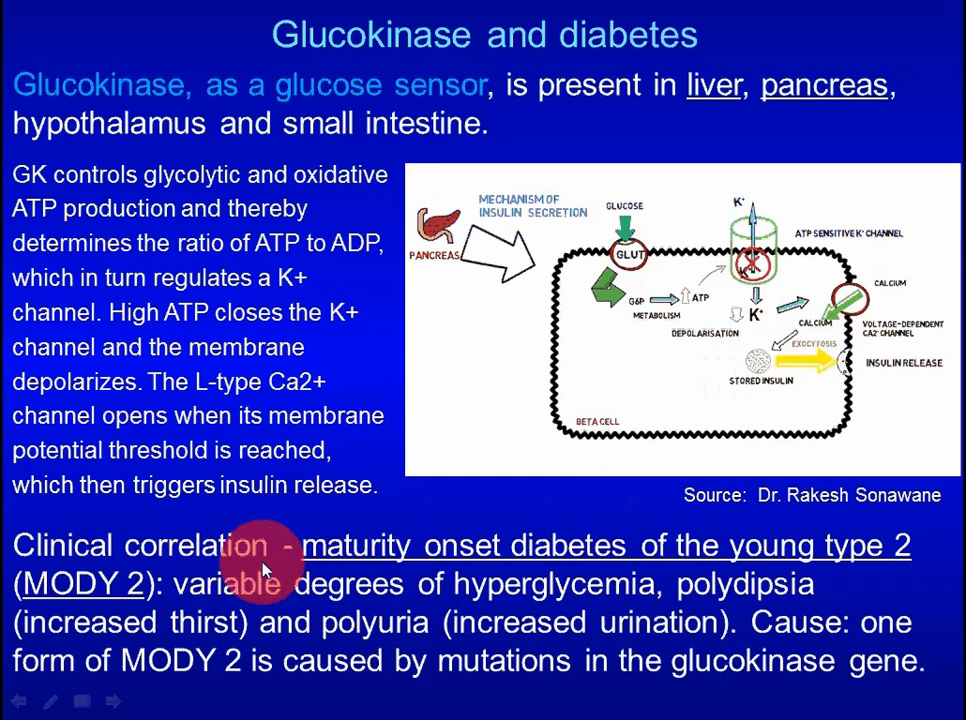 Glucokinase and diabetes
Glucokinase, as a glucose sensor, is present in liver, pancreas,
hypothalamus and small intestine.
GK controls glycolytic and oxidative
ATP production and thereby
determines the ratio of ATP to ADP,
which in turn regulates a K+
channel. High ATP closes the K+
channel and the membrane
depolarizes. The L-type Ca2+
channel opens when its membrane
potential threshold is reached,
which then triggers insulin release.
MECHANISM OF
INSULIN SECRETION
PANCREAS
GLUCOSE
GLUT
K+
ATP SENSITIVE K+ CHANNEL
K+
G6P
METABOLISM
ATP
K+
DEPOLARISATION
CALCIUM
CALCIUM
VOLTAGE-DEPENDENT
CA2+ CHANNEL
EXOCYTOSIS
STORED INSULIN
INSULIN RELEASE
BETA CELL
Source: Dr. Rakesh Sonawane
Clinical correlation - maturity onset diabetes of the young type 2
(MODY 2): variable degrees of hyperglycemia, polydipsia
(increased thirst) and polyuria (increased urination). Cause: one
form of MODY 2 is caused by mutations in the glucokinase gene.